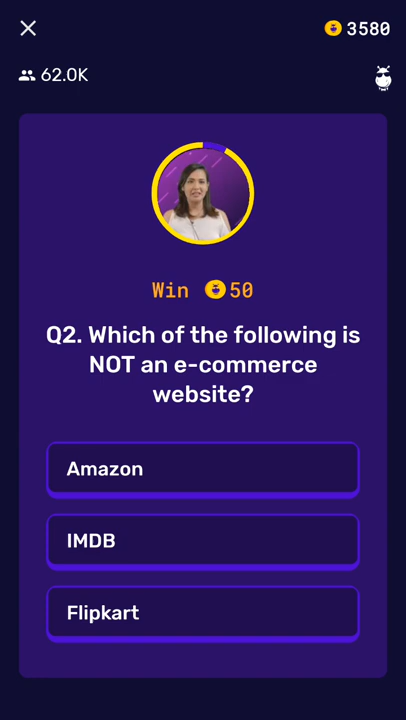 3580
62.0K
Win 50
Q2. Which of the following is
NOT an e-commerce
website?
Amazon
IMDB
Flipkart